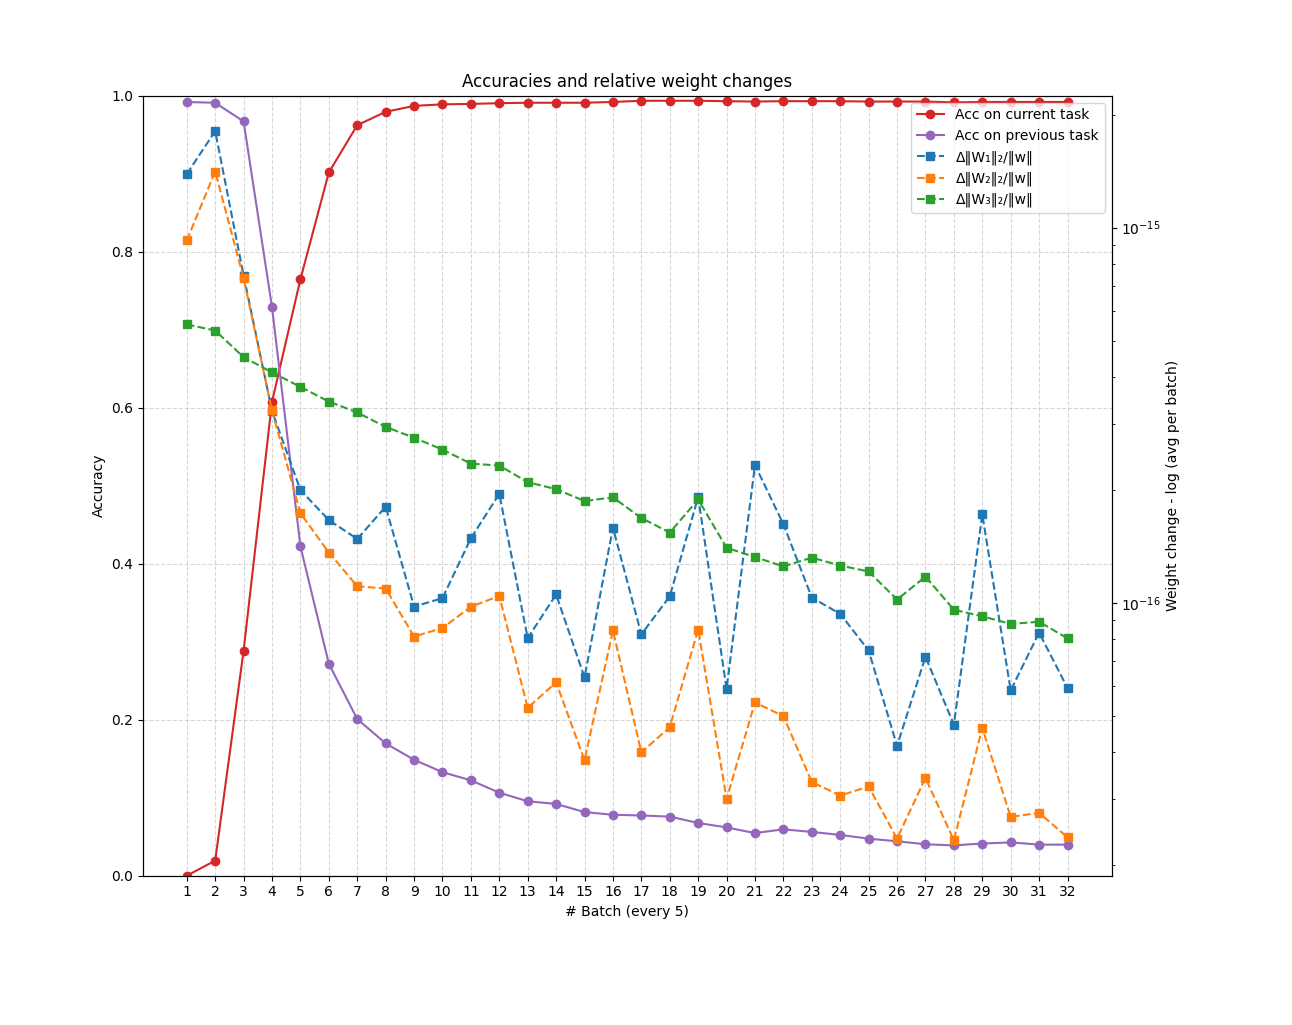 Accuracies and relative weight changes
1.0
0.8
0.6
0.4
0.2
0.0
Accuracy
Acc on current task
Acc on previous task
Δ‖W₁‖₂/‖w‖
Δ‖W₂‖₂/‖w‖
Δ‖W₃‖₂/‖w‖
10⁻¹⁵
10⁻¹⁶
Weight change - log (avg per batch)
1 2 3 4 5 6 7 8 9 10 11 12 13 14 15 16 17 18 19 20 21 22 23 24 25 26 27 28 29 30 31 32
# Batch (every 5)